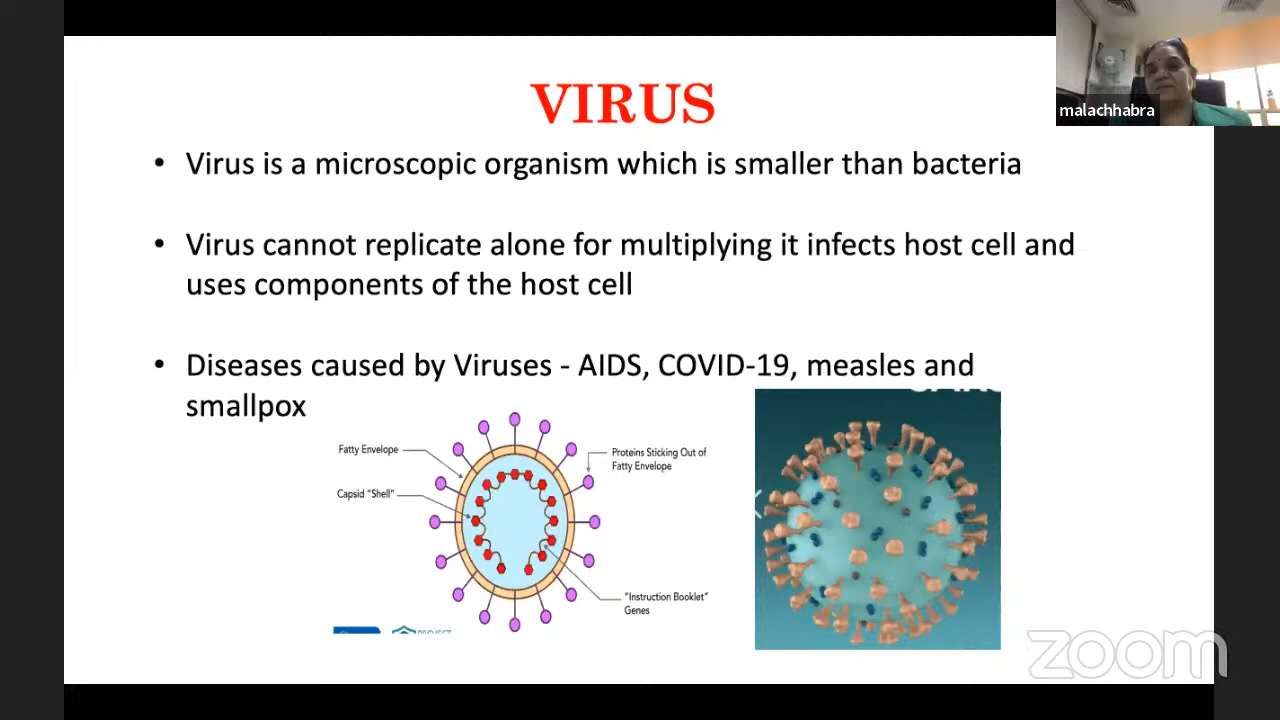 VIRUS
malachhabra
• Virus is a microscopic organism which is smaller than bacteria
• Virus cannot replicate alone for multiplying it infects host cell and
uses components of the host cell
• Diseases caused by Viruses - AIDS, COVID-19, measles and
smallpox
Fatty Envelope
Capsid "Shell"
Proteins Sticking Out of
Fatty Envelope
"Instruction Booklet"
Genes
PROJECT
zoom